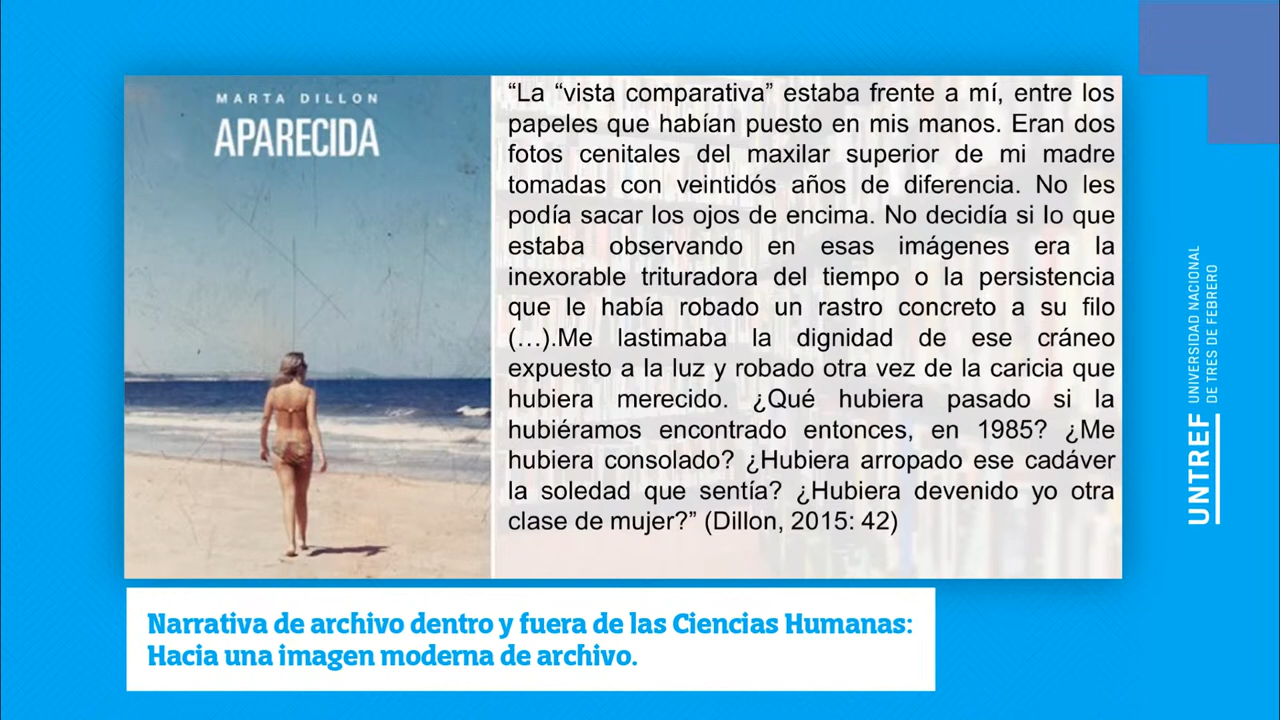 MARTA DILLON
APARECIDA
“La “vista comparativa” estaba frente a mí, entre los
papeles que habían puesto en mis manos. Eran dos
fotos cenitales del maxilar superior de mi madre
tomadas con veintidós años de diferencia. No les
podía sacar los ojos de encima. No decidía si lo que
estaba observando en esas imágenes era la
inexorable trituradora del tiempo o la persistencia
que le había robado un rastro concreto a su filo
(…).Me lastimaba la dignidad de ese cráneo
expuesto a la luz y robado otra vez de la caricia que
hubiera merecido. ¿Qué hubiera pasado si la
hubiéramos encontrado entonces, en 1985? ¿Me
hubiera consolado? ¿Hubiera arropado ese cadáver
la soledad que sentía? ¿Hubiera devenido yo otra
clase de mujer?” (Dillon, 2015: 42)
Narrativa de archivo dentro y fuera de las Ciencias Humanas:
Hacia una imagen moderna de archivo.
UNTREF
UNIVERSIDAD NACIONAL
DE TRES DE FEBRERO